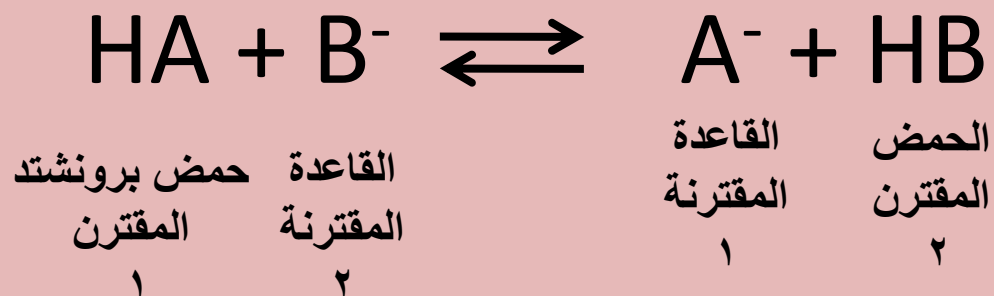 HA + B⁻ ⇌ A⁻ + HB
حمض برونشتد
المقترن
١
القاعدة
المقترنة
٢
القاعدة
المقترنة
١
الحمض
المقترن
٢